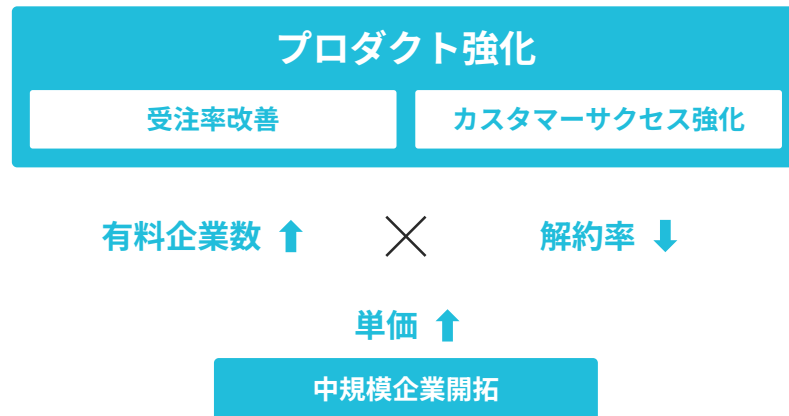 プロダクト強化
受注率改善
カスタマーサクセス強化
有料企業数
解約率
単価
中規模企業開拓